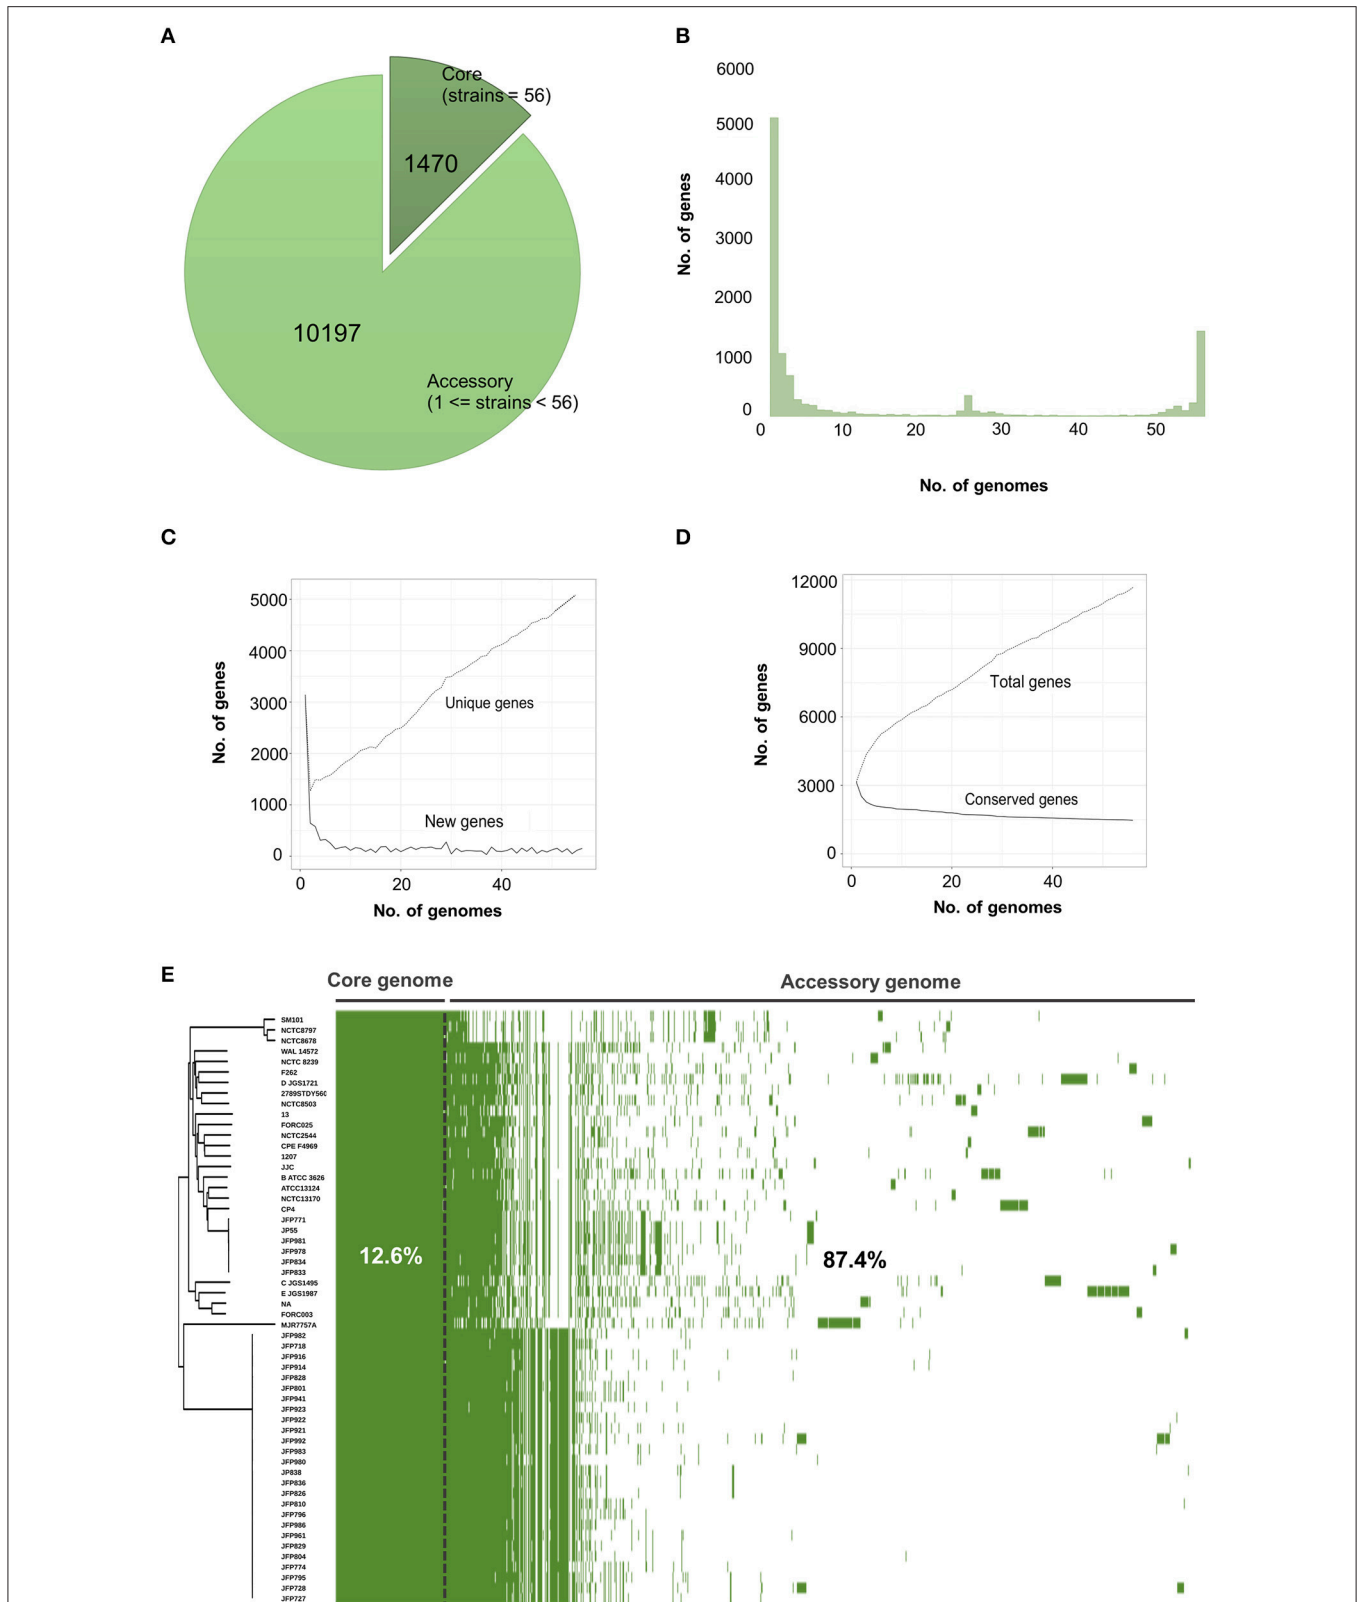 A
Core
(strains = 56)
1470
10197
Accessory
(1 <= strains < 56)
B
6000
5000
4000
3000
2000
1000
0
No. of genes
0 10 20 30 40 50
No. of genomes
C
5000
4000
3000
2000
1000
0
No. of genes
Unique genes
New genes
0 20 40
No. of genomes
D
12000
9000
6000
3000
0
No. of genes
Total genes
Conserved genes
0 20 40
No. of genomes
E
Core genome
Accessory genome
SM101
NCTC8797
NCTC8678
WAL 14572
NCTC 8239
F262
D JGS1721
2789STDY560
NCTC8503
13
FORC025
NCTC2544
CPE F4969
1207
JJC
B ATCC 3626
ATCC13124
NCTC13170
CP4
JFP771
JP55
JFP981
JFP978
JFP834
JFP833
C JGS1495
E JGS1987
NA
FORC003
MJR7757A
JFP982
JFP718
JFP916
JFP914
JFP828
JFP801
JFP941
JFP923
JFP922
JFP921
JFP992
JFP983
JFP980
JP838
JFP836
JFP826
JFP810
JFP796
JFP986
JFP961
JFP829
JFP804
JFP774
JFP795
JFP728
JFP727
12.6%
87.4%